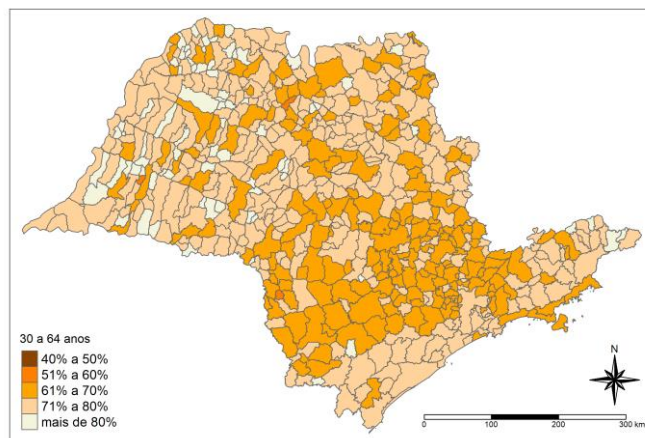 30 a 64 anos
40% a 50%
51% a 60%
61% a 70%
71% a 80%
mais de 80%
N
0 100 200 300 km